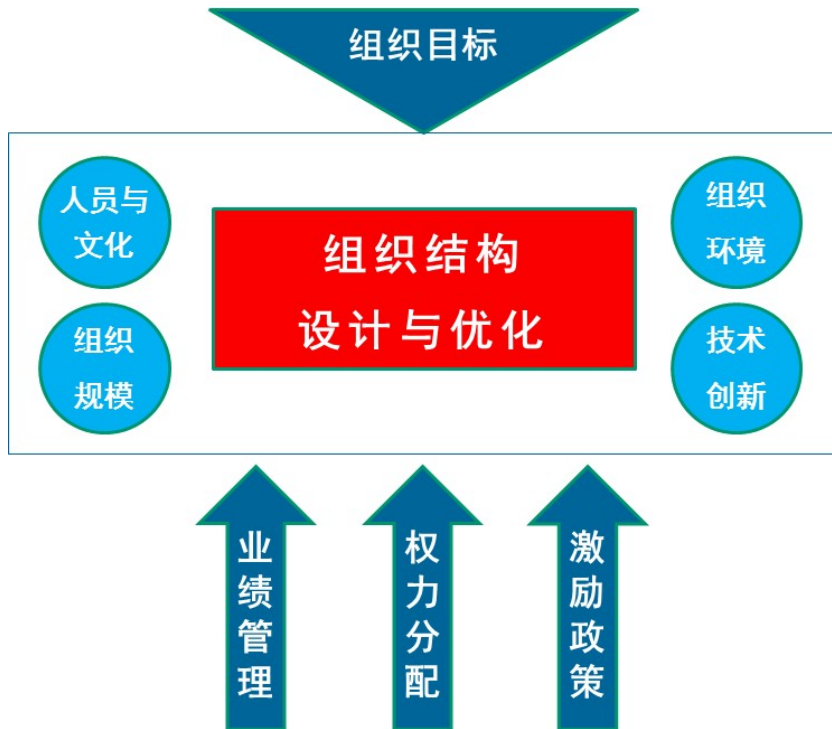 组织目标
人员与
文化
组织
规模
组织结构
设计与优化
组织
环境
技术
创新
业绩管理
权力分配
激励政策